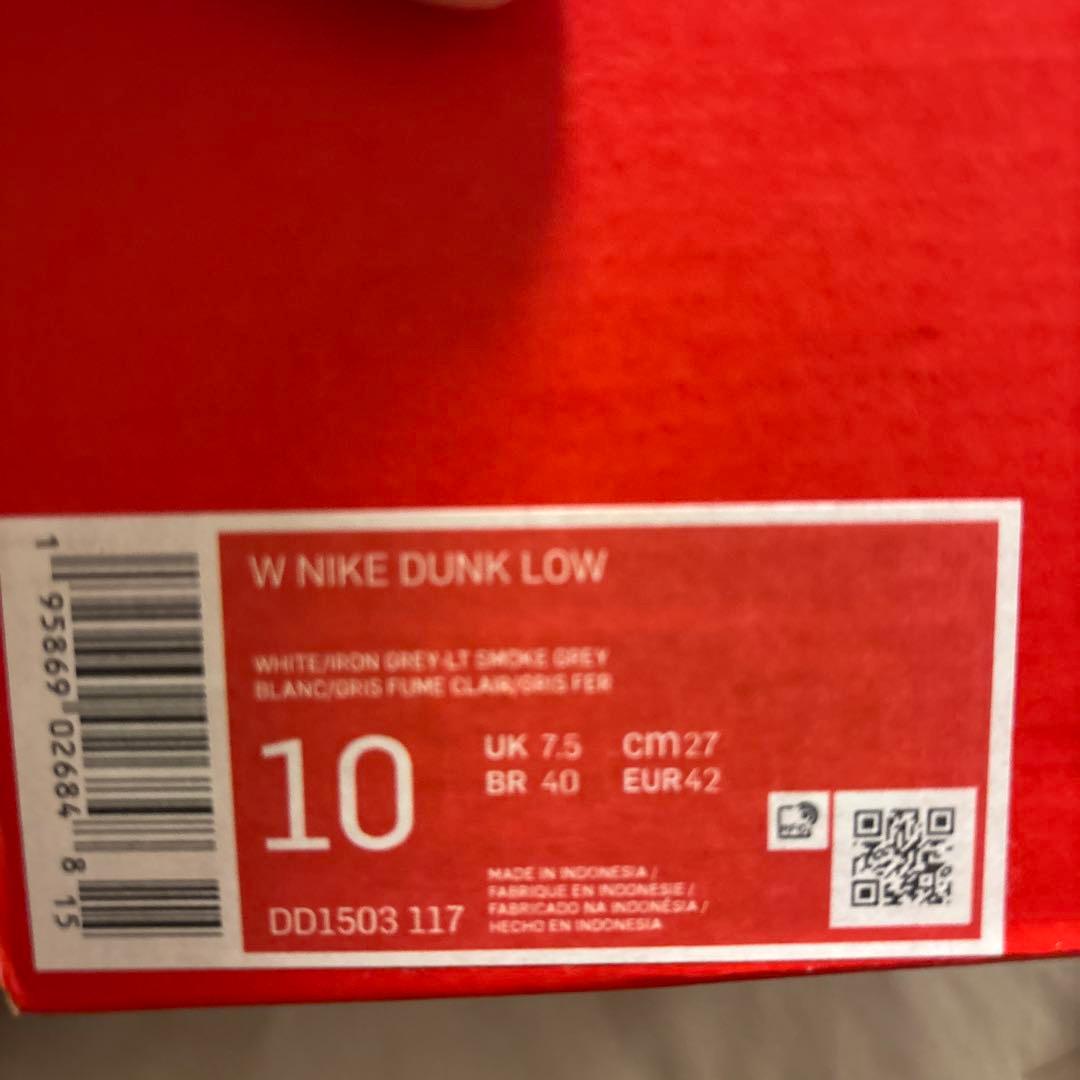 W NIKE DUNK LOW
WHITE/IRON GREY-LT SMOKE GREY
BLANC/GRIS FUME CLAIR/GRIS FER
10
UK 7.5 cm 27
BR 40 EUR 42
DD1503 117
MADE IN INDONESIA /
FABRIQUE EN INDONESIE /
FABRICADO NA INDONÉSIA /
HECHO EN INDONESIA
1 95869 02684 8 15